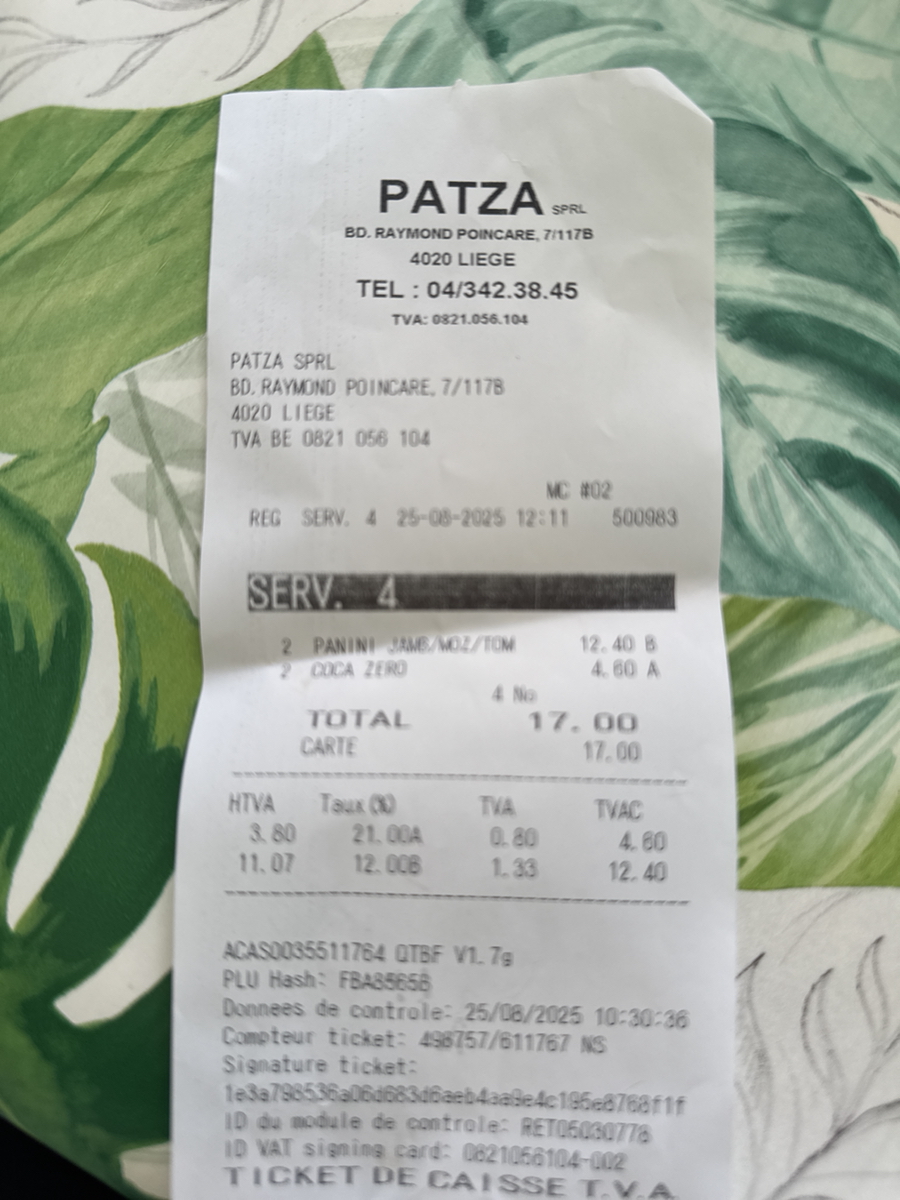 PATZA SPRL
BD. RAYMOND POINCARE, 7/117B
4020 LIEGE
TEL : 04/342.38.45
TVA: 0821.056.104
PATZA SPRL
BD. RAYMOND POINCARE, 7/117B
4020 LIEGE
TVA BE 0821 056 104
MC #02
REG SERV. 4 25-08-2025 12:11 500983
SERV. 4
2 PANINI JAMB/MOZ/TOM 12.40 B
2 COCA ZERO 4.60 A
4 No
TOTAL 17.00
CARTE 17.00
HTVA Taux(%) TVA TVAC
3.80 21.00A 0.80 4.60
11.07 12.00B 1.33 12.40
ACAS0035511764 QTBF V1.7g
PLU Hash:
Donnees de controle: 25/08/2025 10:30:36
Compteur ticket: 498757/611767 NS
Signature ticket:
ID du module de controle: RET05030778
ID VAT signing card: 0821056104-002
TICKET DE CAISSE T.V.A.